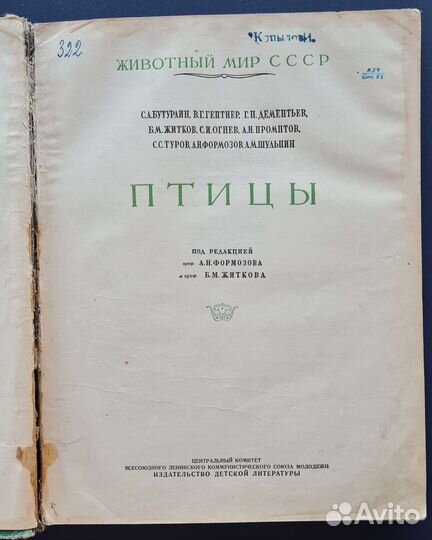 322
"Копылов И.
ЖИВОТНЫЙ МИР СССР
С.А.БУТУРЛИН, В.Г.ГЕПТНЕР, Г.П.ДЕМЕНТЬЕВ,
Б.М.ЖИТКОВ, С.И.ОГНЕВ, А.Н.ПРОМПТОВ,
С.С.ТУРОВ, А.Н.ФОРМОЗОВ, А.М.ШУЛЬПИН
ПТИЦЫ
ПОД РЕДАКЦИЕЙ
проф. А.Н.ФОРМОЗОВА
и проф. Б.М.ЖИТКОВА
ЦЕНТРАЛЬНЫЙ КОМИТЕТ
ВСЕСОЮЗНОГО ЛЕНИНСКОГО КОММУНИСТИЧЕСКОГО СОЮЗА МОЛОДЕЖИ
ИЗДАТЕЛЬСТВО ДЕТСКОЙ ЛИТЕРАТУРЫ
Avito